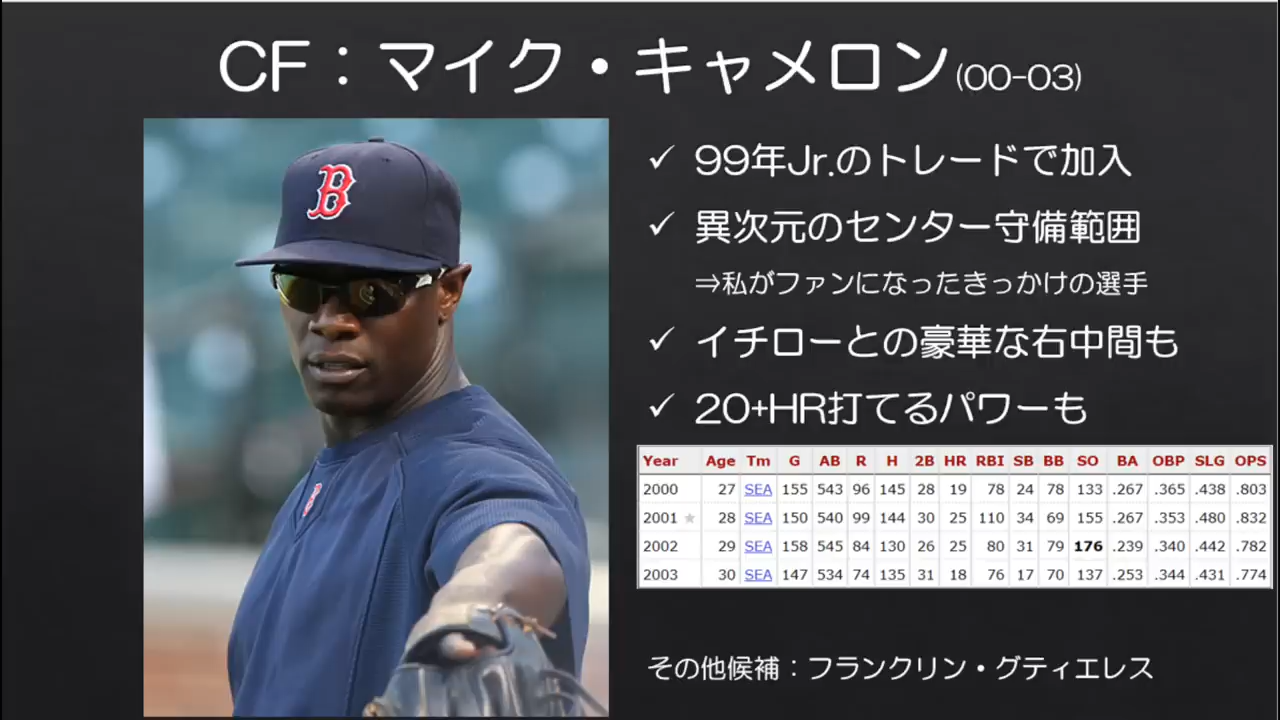 CF：マイク・キャメロン(00-03)
B
✓ 99年Jr.のトレードで加入
✓ 異次元のセンター守備範囲
⇒私がファンになったきっかけの選手
✓ イチローとの豪華な右中間も
✓ 20+HR打てるパワーも
Year Age Tm G AB R H 2B HR RBI SB BB SO BA OBP SLG OPS
2000 27 SEA 155 543 96 145 28 19 78 24 78 133 .267 .365 .438 .803
2001 ★ 28 SEA 150 540 99 144 30 25 110 34 69 155 .267 .353 .480 .832
2002 29 SEA 158 545 84 130 26 25 80 31 79 176 .239 .340 .442 .782
2003 30 SEA 147 534 74 135 31 18 76 17 70 137 .253 .344 .431 .774
その他候補：フランクリン・グティエレス